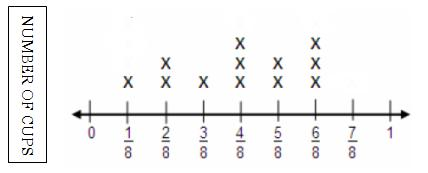 NUMBER OF CUPS
X X
X X X X
X X X X X X
0 1/8 2/8 3/8 4/8 5/8 6/8 7/8 1